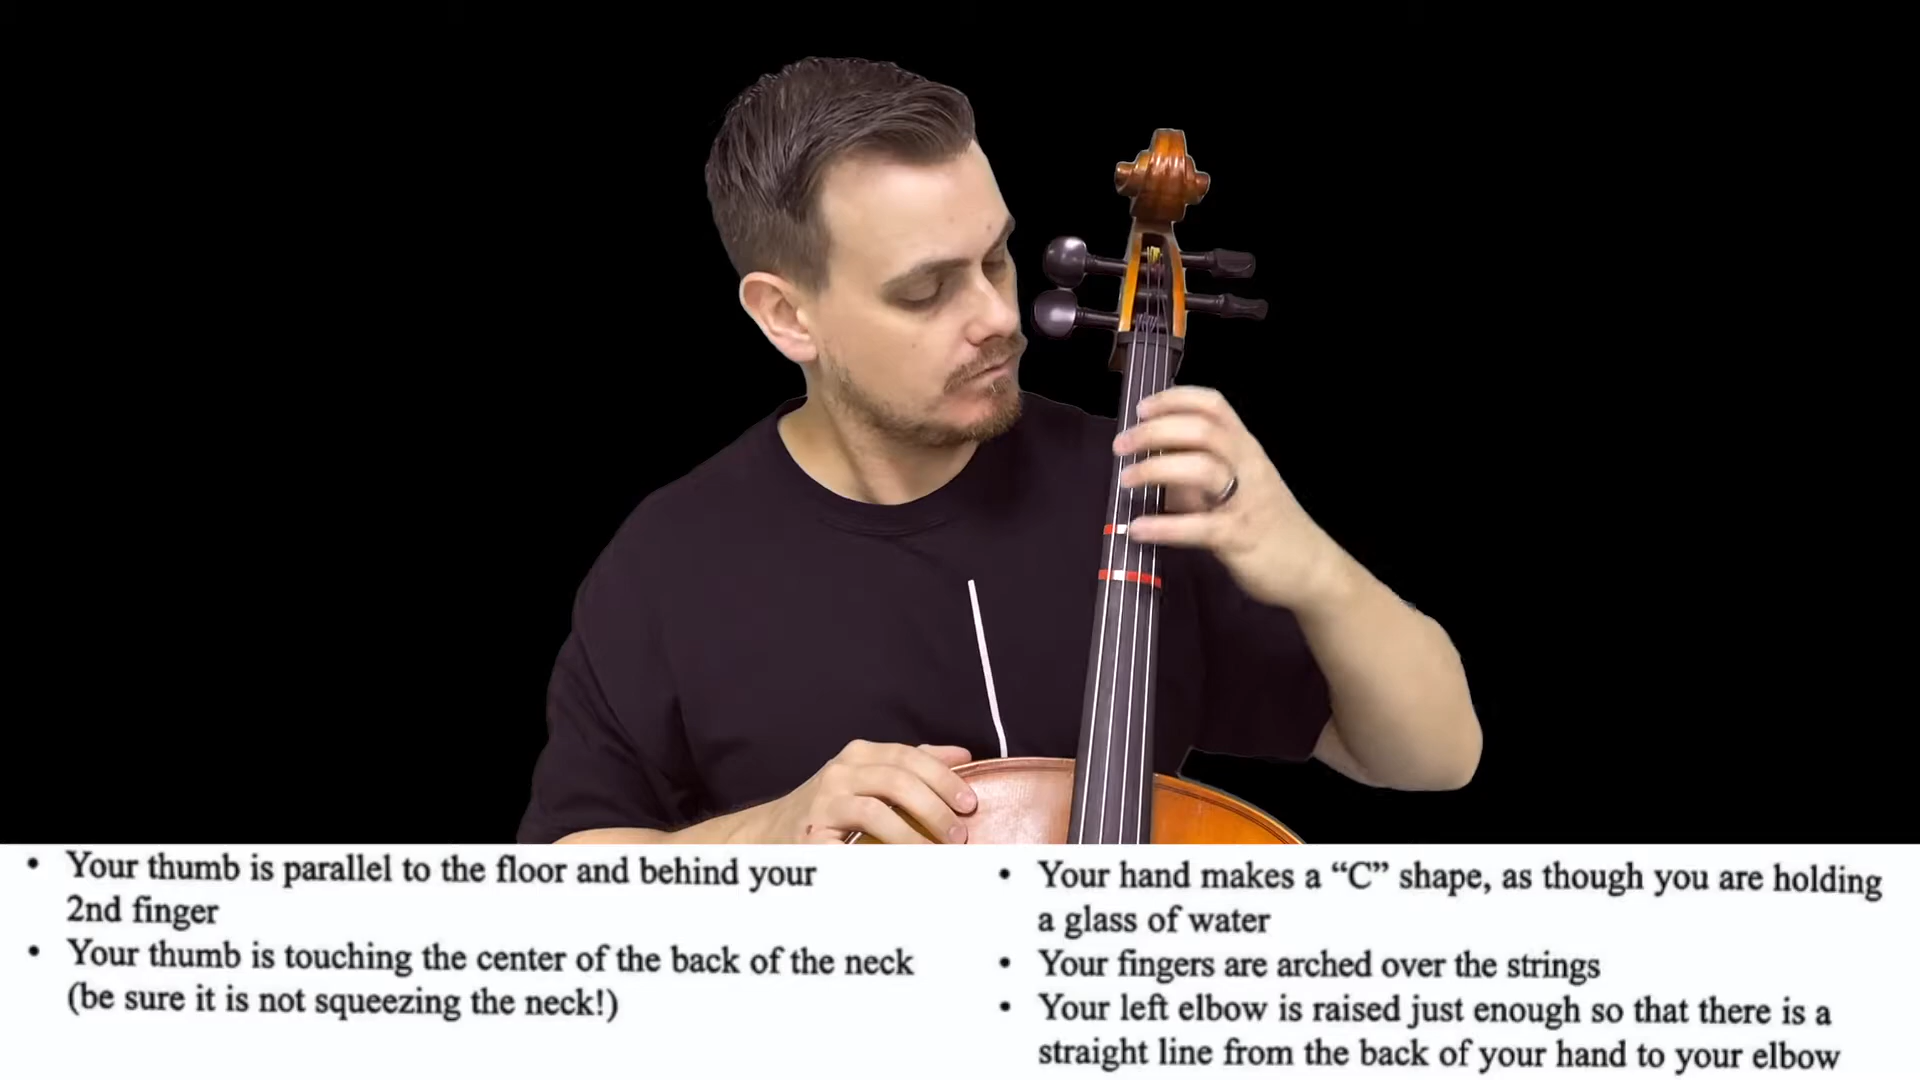 • Your thumb is parallel to the floor and behind your
2nd finger
• Your thumb is touching the center of the back of the neck
(be sure it is not squeezing the neck!)
• Your hand makes a “C” shape, as though you are holding
a glass of water
• Your fingers are arched over the strings
• Your left elbow is raised just enough so that there is a
straight line from the back of your hand to your elbow